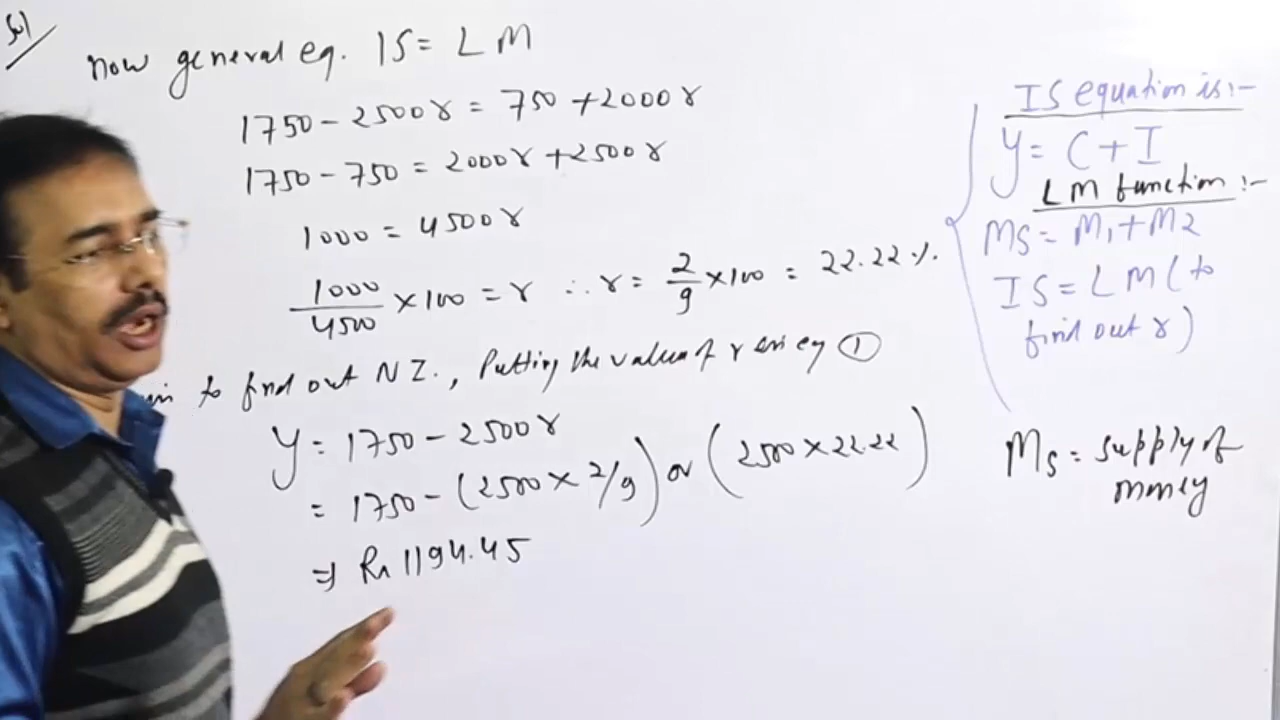 Sol
Now general eq. IS = LM
1750 - 2500r = 750 + 2000r
1750 - 750 = 2000r + 2500r
1000 = 4500r
1000/4500 × 100 = r ∴ r = 2/9 × 100 = 22.22 %.
to find out NI., Putting the value of r in eq ①
Y = 1750 - 2500r
= 1750 - (2500 × 2/9) or (2500 × 22.22)
⇒ Rs 1194.45
IS equation is:-
Y = C + I
LM function :-
MS = M1 + M2
IS = LM (to
find out r)
Ms = supply of
money